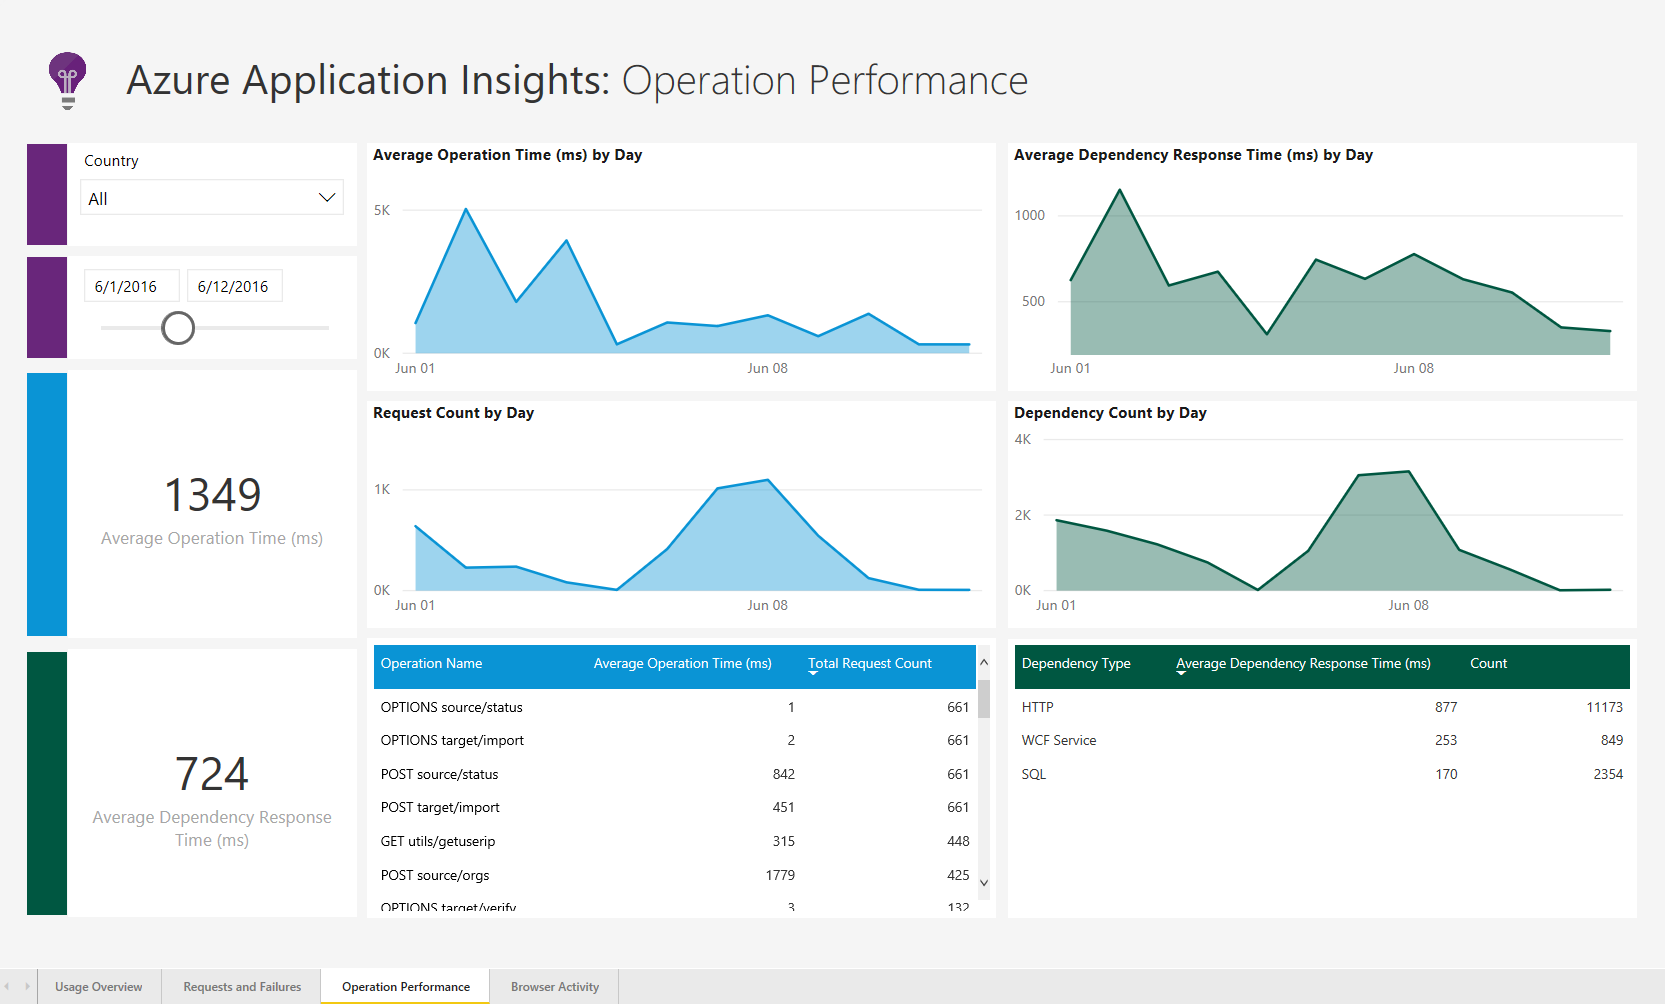 Azure Application Insights: Operation Performance
Country
All
6/1/2016 6/12/2016
1349
Average Operation Time (ms)
724
Average Dependency Response
Time (ms)
Average Operation Time (ms) by Day
5K
0K
Jun 01 Jun 08
Average Dependency Response Time (ms) by Day
1000
500
Jun 01 Jun 08
Request Count by Day
1K
0K
Jun 01 Jun 08
Dependency Count by Day
4K
2K
0K
Jun 01 Jun 08
Operation Name Average Operation Time (ms) Total Request Count
OPTIONS source/status 1 661
OPTIONS target/import 2 661
POST source/status 842 661
POST target/import 451 661
GET utils/getuserip 315 448
POST source/orgs 1779 425
OPTIONS target/verify 3 132
Dependency Type Average Dependency Response Time (ms) Count
HTTP 877 11173
WCF Service 253 849
SQL 170 2354
Usage Overview Requests and Failures Operation Performance Browser Activity